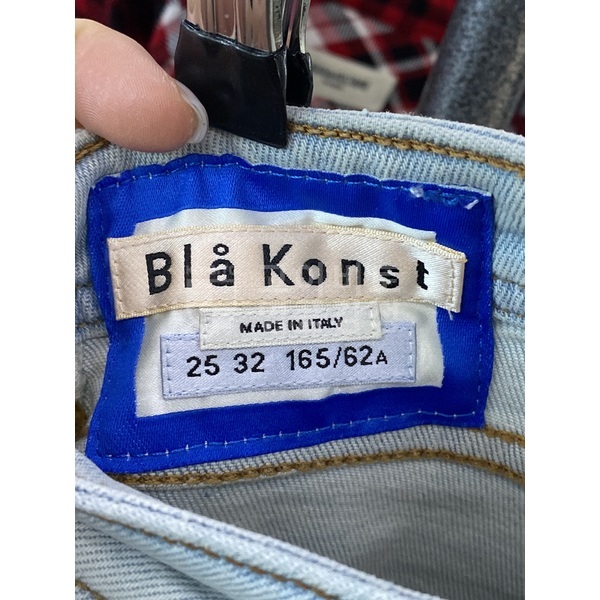 Blå Konst
MADE IN ITALY
25 32 165/62A